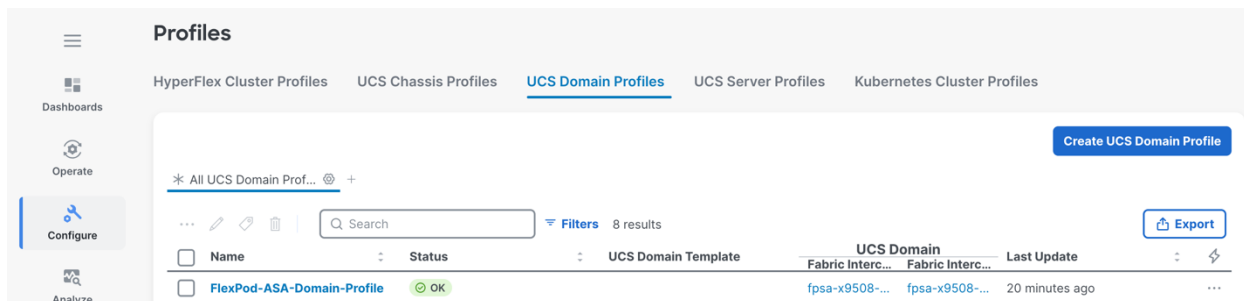 Profiles
HyperFlex Cluster Profiles UCS Chassis Profiles UCS Domain Profiles UCS Server Profiles Kubernetes Cluster Profiles
Dashboards
Create UCS Domain Profile
Operate
All UCS Domain Prof... +
Search Filters 8 results Export
Configure
UCS Domain
Name Status UCS Domain Template Fabric Interc... Fabric Interc... Last Update
FlexPod-ASA-Domain-Profile OK fpsa-x9508-... fpsa-x9508-... 20 minutes ago ...
Analyze